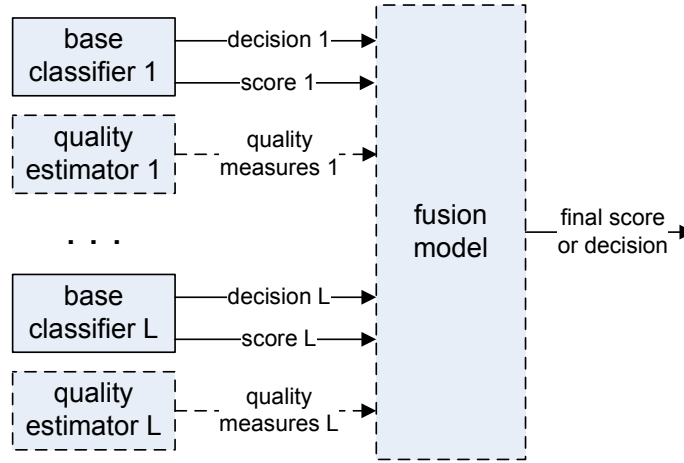 base
classifier 1
decision 1
score 1
quality
estimator 1
quality
measures 1
. . .
base
classifier L
decision L
score L
quality
estimator L
quality
measures L
fusion
model
final score
or decision